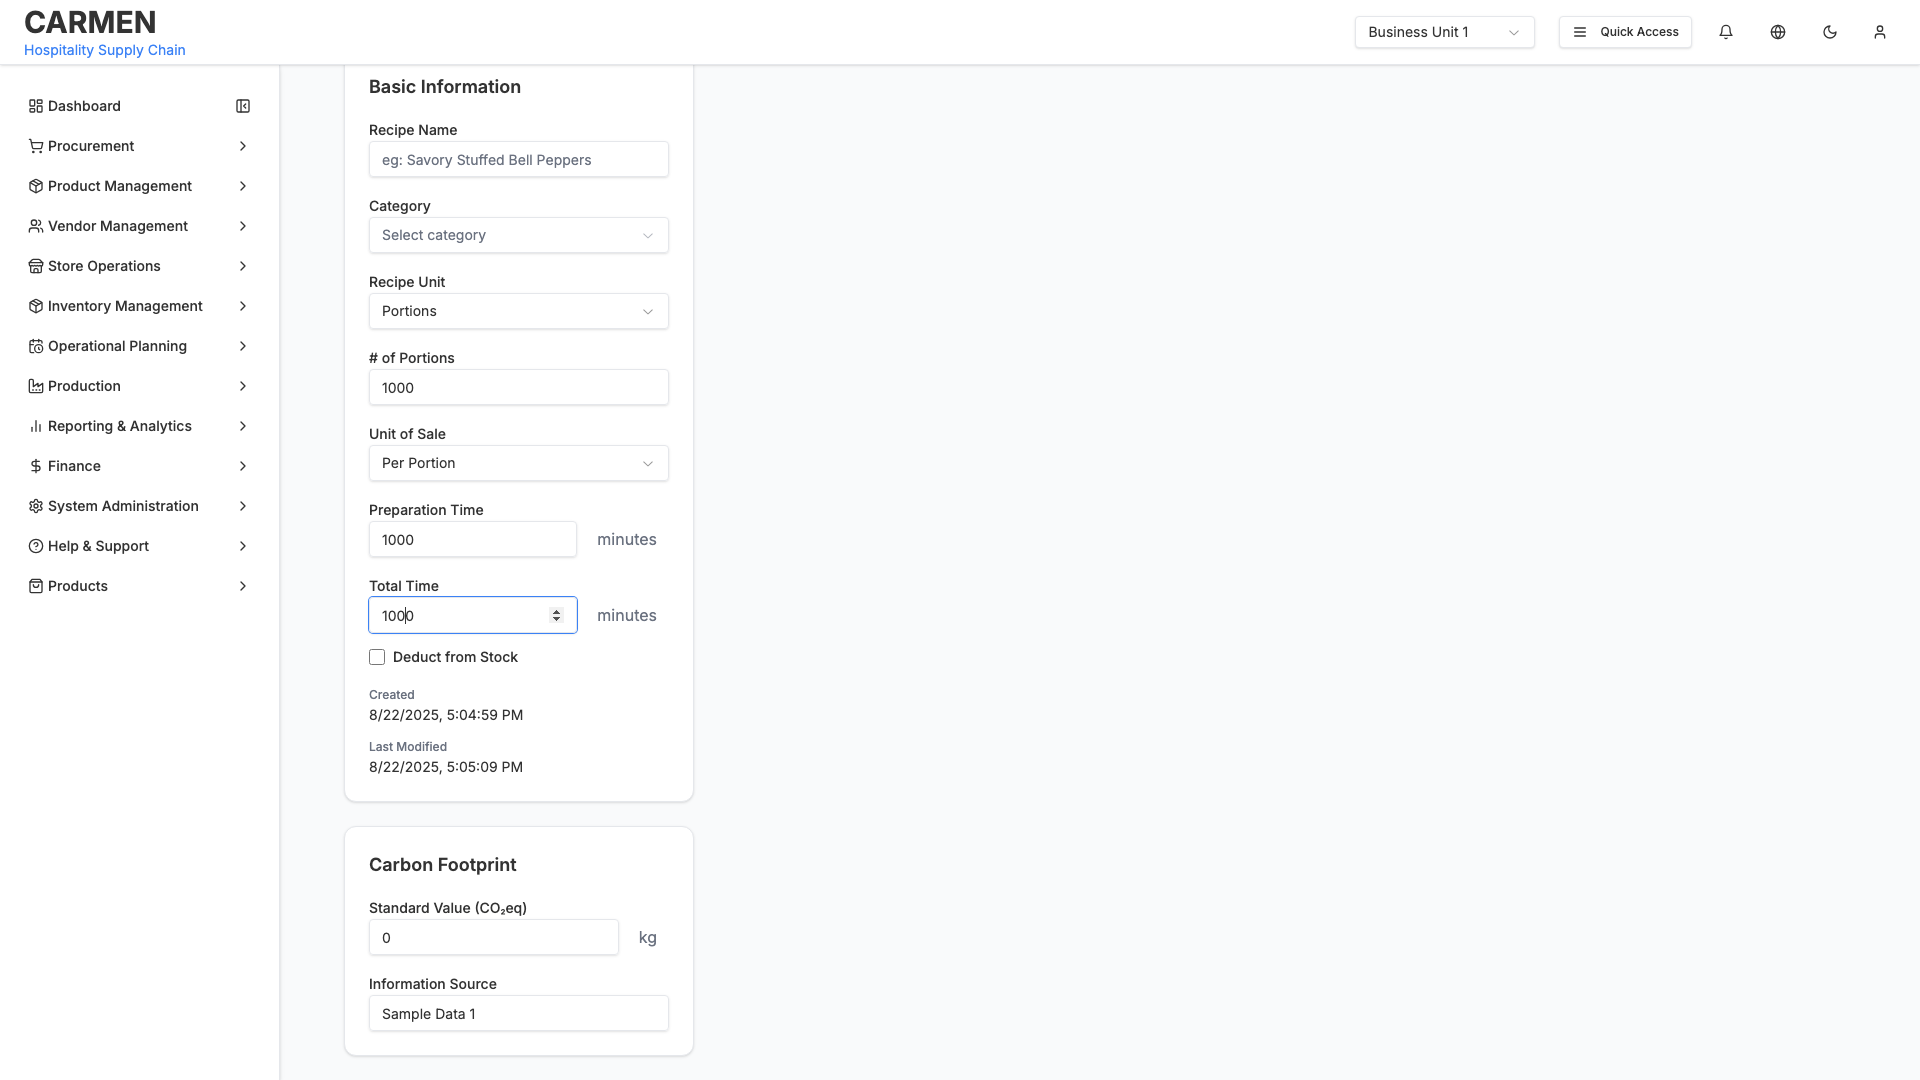 CARMEN
Hospitality Supply Chain
Business Unit 1
Quick Access
Dashboard
Procurement
Product Management
Vendor Management
Store Operations
Inventory Management
Operational Planning
Production
Reporting & Analytics
Finance
System Administration
Help & Support
Products
Basic Information
Recipe Name
eg: Savory Stuffed Bell Peppers
Category
Select category
Recipe Unit
Portions
# of Portions
1000
Unit of Sale
Per Portion
Preparation Time
1000 minutes
Total Time
1000 minutes
Deduct from Stock
Created
8/22/2025, 5:04:59 PM
Last Modified
8/22/2025, 5:05:09 PM
Carbon Footprint
Standard Value (CO₂eq)
0 kg
Information Source
Sample Data 1